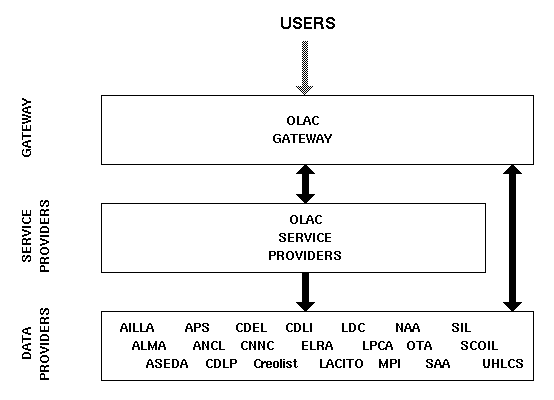 USERS
GATEWAY
OLAC
GATEWAY
SERVICE
PROVIDERS
OLAC
SERVICE
PROVIDERS
DATA
PROVIDERS
AILLA APS CDEL CDLI LDC NAA SIL
ALMA ANCL CNNC ELRA LPCA OTA SCOIL
ASEDA CDLP Creolist LACITO MPI SAA UHLCS